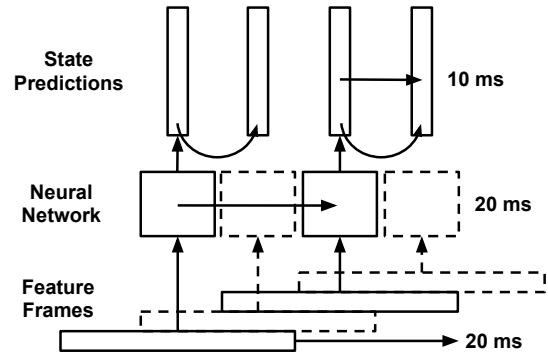 State
Predictions
10 ms
Neural
Network
20 ms
Feature
Frames
20 ms